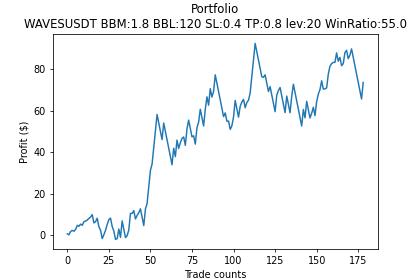 Portfolio
WAVESUSDT BBM:1.8 BBL:120 SL:0.4 TP:0.8 lev:20 WinRatio:55.0
80
60
40
20
0
Profit ($)
0 25 50 75 100 125 150 175
Trade counts